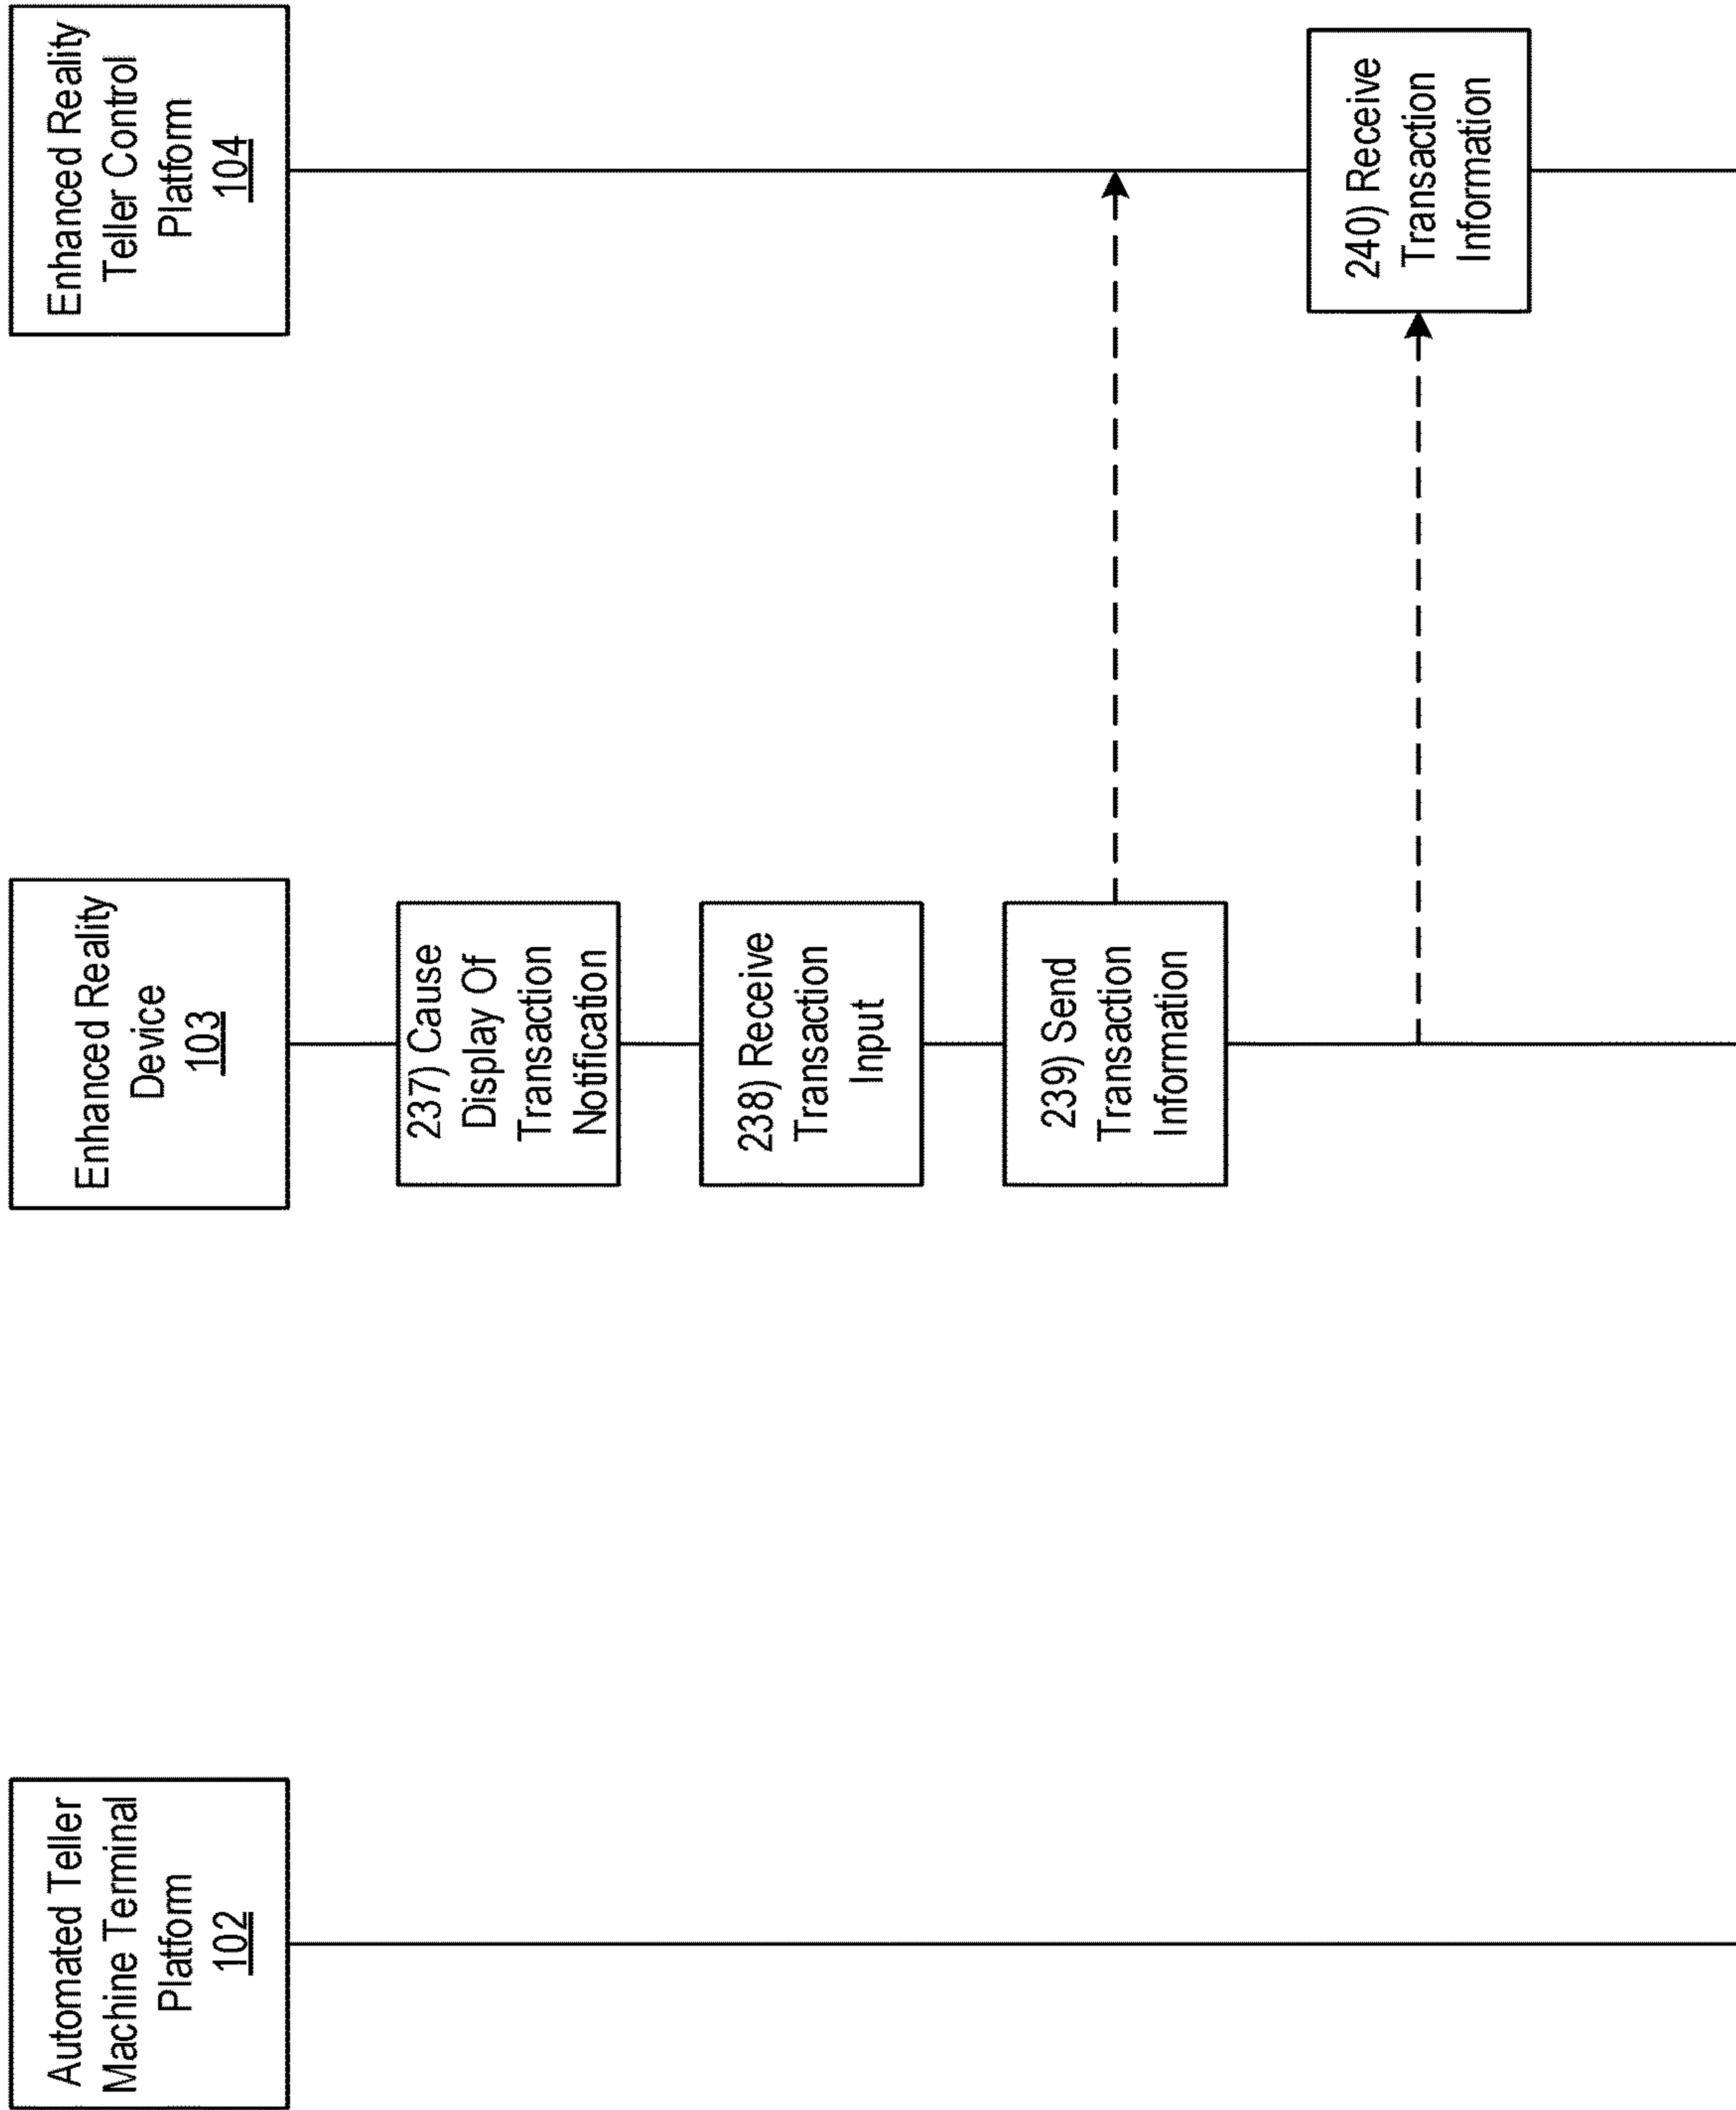 Automated Teller
Machine Terminal
Platform
102
Enhanced Reality
Device
103
Enhanced Reality
Teller Control
Platform
104
237) Cause
Display Of
Transaction
Notification
238) Receive
Transaction
Input
239) Send
Transaction
Information
240) Receive
Transaction
Information